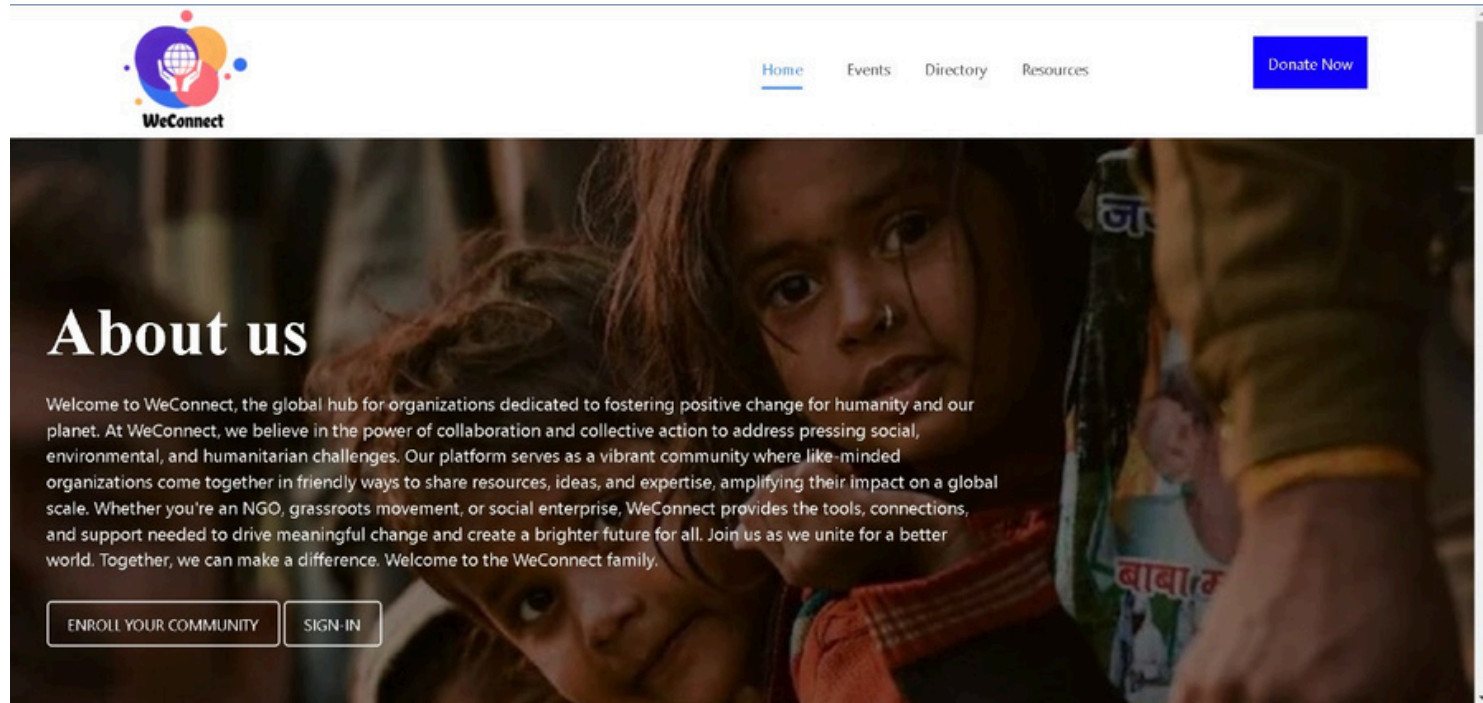 WeConnect
Home Events Directory Resources Donate Now
About us
Welcome to WeConnect, the global hub for organizations dedicated to fostering positive change for humanity and our
planet. At WeConnect, we believe in the power of collaboration and collective action to address pressing social,
environmental, and humanitarian challenges. Our platform serves as a vibrant community where like-minded
organizations come together in friendly ways to share resources, ideas, and expertise, amplifying their impact on a global
scale. Whether you're an NGO, grassroots movement, or social enterprise, WeConnect provides the tools, connections,
and support needed to drive meaningful change and create a brighter future for all. Join us as we unite for a better
world. Together, we can make a difference. Welcome to the WeConnect family.
ENROLL YOUR COMMUNITY SIGN-IN
बाबा